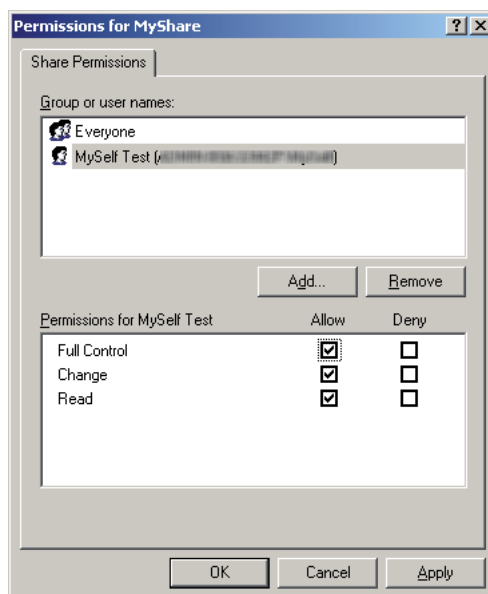 Permissions for MyShare
Share Permissions
Group or user names:
Everyone
MySelf Test (
Add... Remove
Permissions for MySelf Test Allow Deny
Full Control
Change
Read
OK Cancel Apply